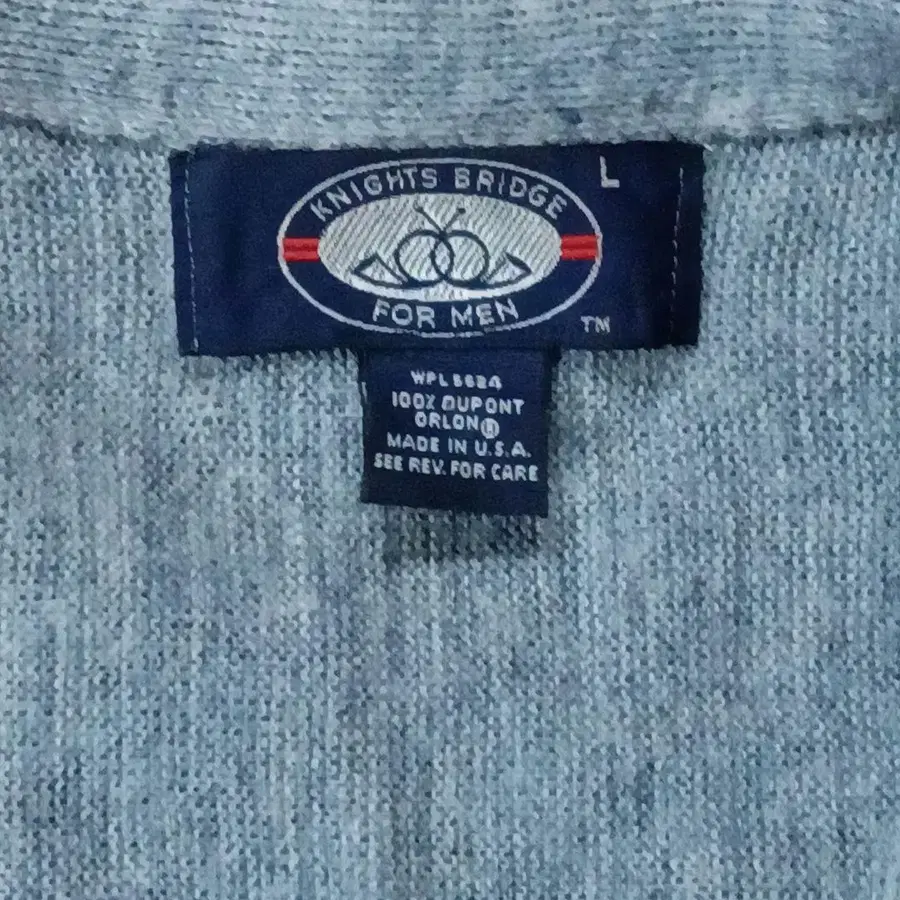 KNIGHTS BRIDGE
L
FOR MEN
TM
WPL 5624
100% DUPONT
ORLON®
MADE IN U.S.A.
SEE REV. FOR CARE